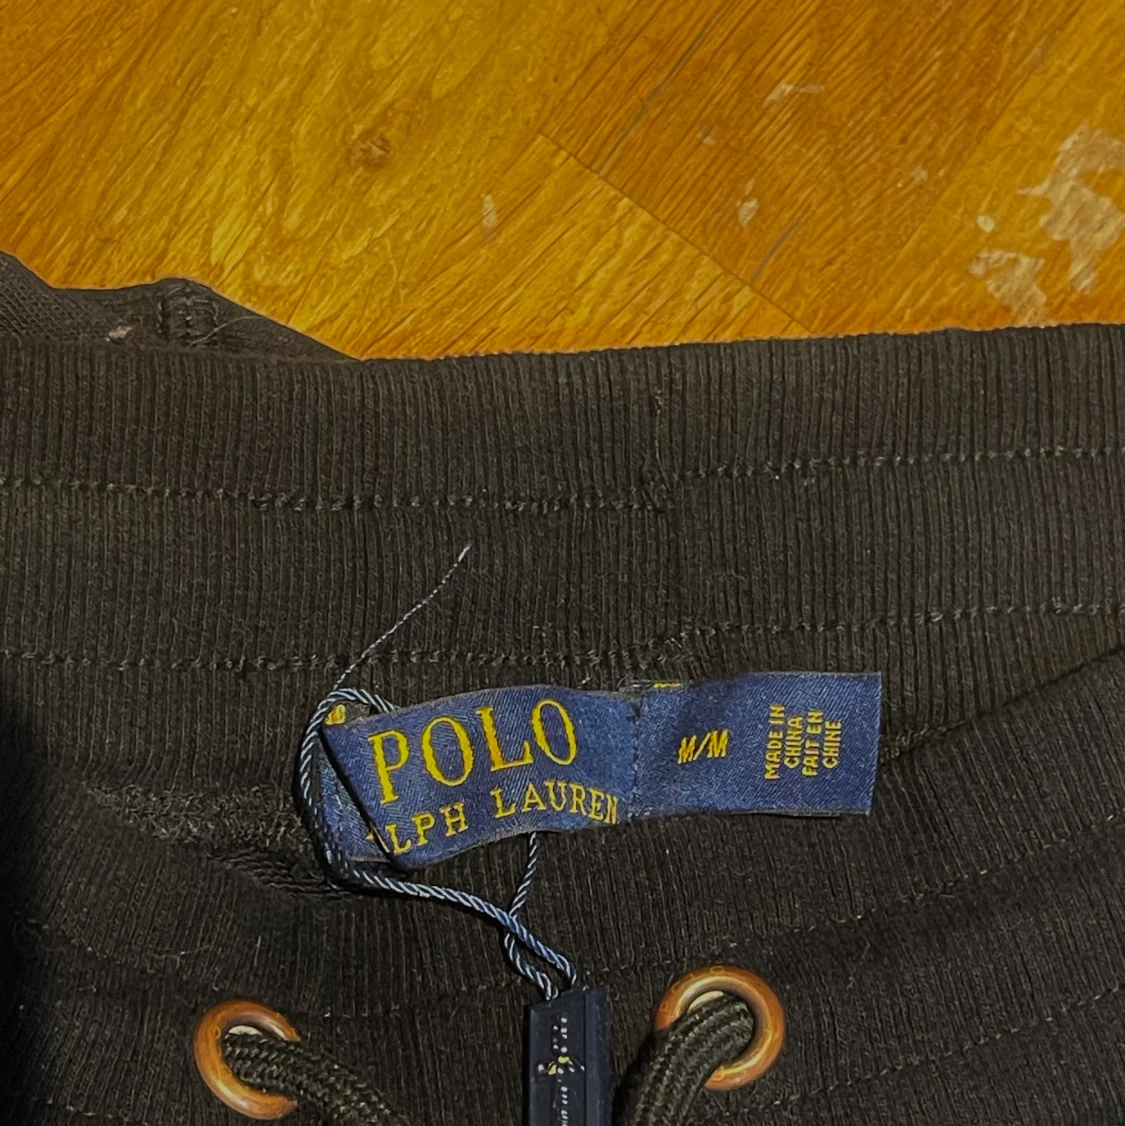 POLO
ALPH LAUREN
M/M
MADE IN
CHINA
FAIT EN
CHINE